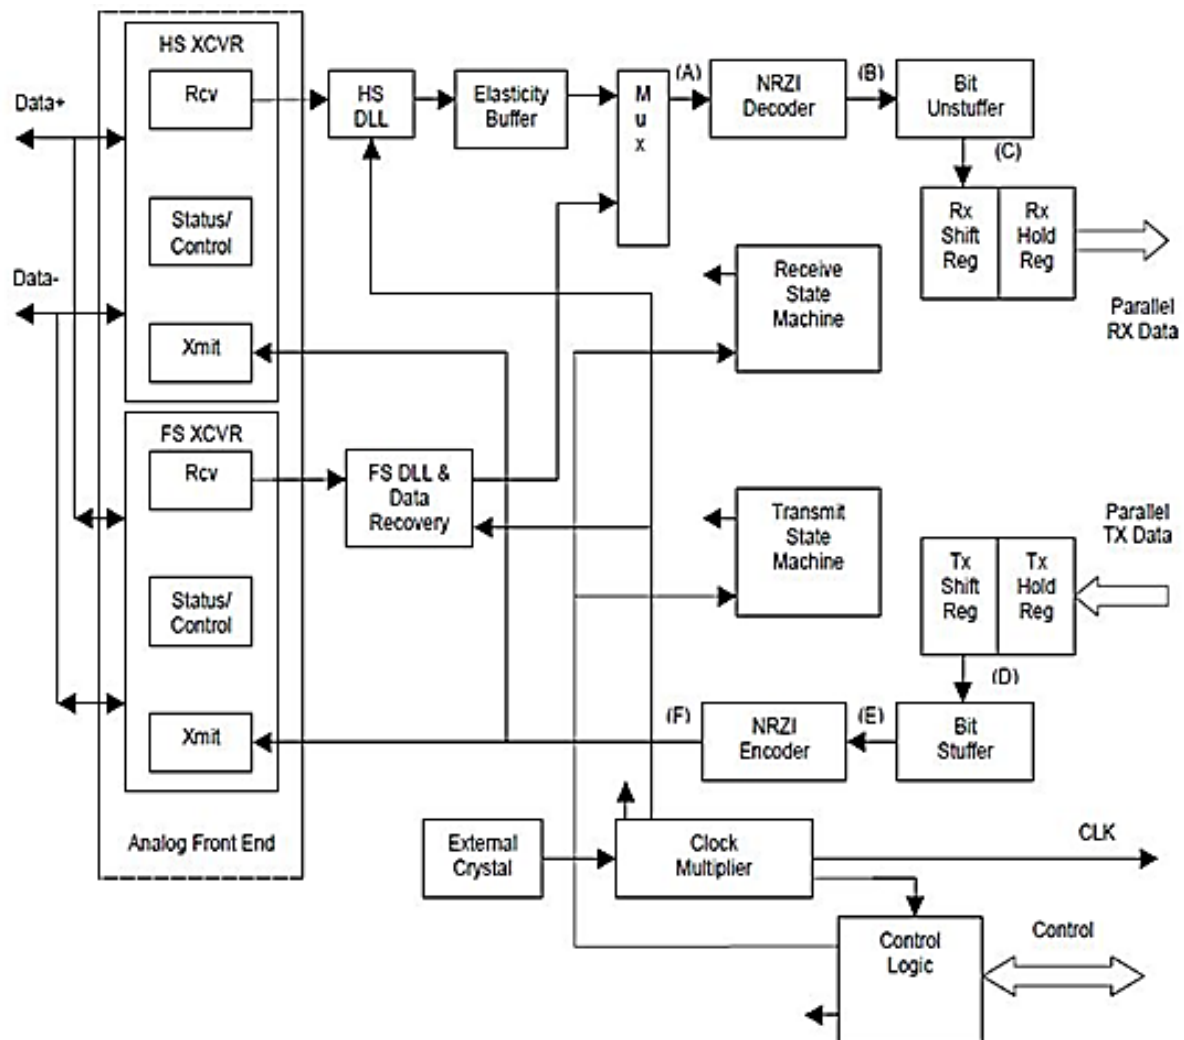 HS XCVR
Rcv
Data+
HS
DLL
Elasticity
Buffer
M
u
x
(A)
NRZI
Decoder
(B)
Bit
Unstuffer
(C)
Status/
Control
Rx
Shift
Reg
Rx
Hold
Reg
Data-
Receive
State
Machine
Parallel
RX Data
Xmit
FS XCVR
Rcv
FS DLL &
Data
Recovery
Transmit
State
Machine
Parallel
TX Data
Tx
Shift
Reg
Tx
Hold
Reg
Status/
Control
(D)
Xmit
(F)
NRZI
Encoder
(E)
Bit
Stuffer
Analog Front End
External
Crystal
Clock
Multiplier
CLK
Control
Logic
Control